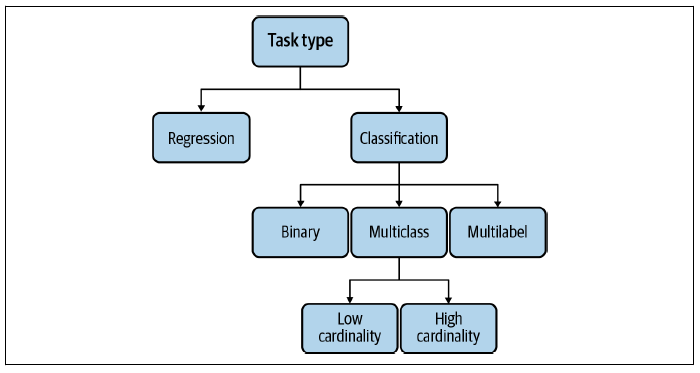 Task type
Regression
Classification
Binary
Multiclass
Multilabel
Low
cardinality
High
cardinality